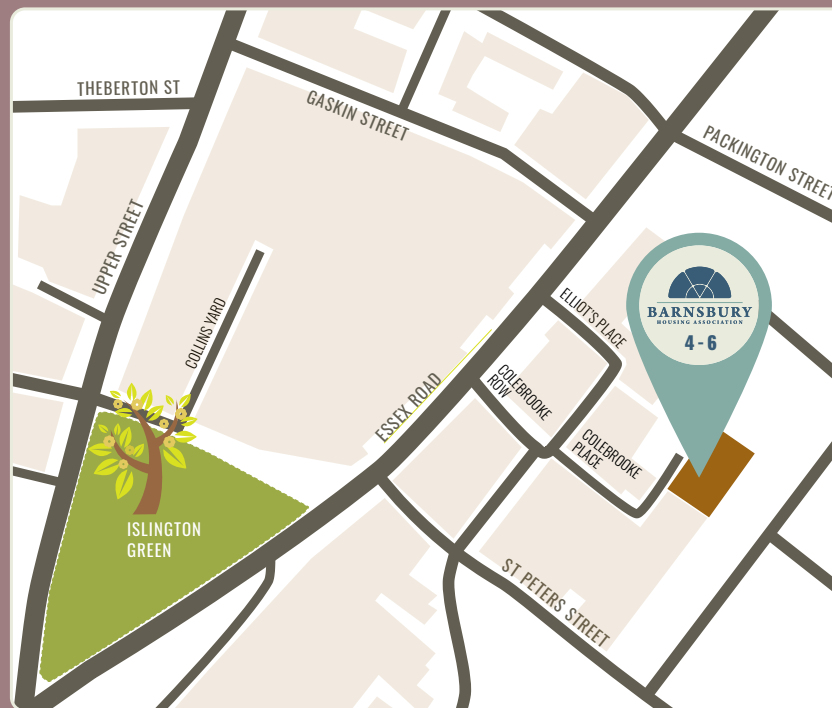 THEBERTON ST
GASKIN STREET
PACKINGTON STREET
UPPER STREET
COLLINS YARD
ELLIOT'S PLACE
BARNSBURY
HOUSING ASSOCIATION
4-6
ESSEX ROAD
COLEBROOKE
ROW
COLEBROOKE
PLACE
ISLINGTON
GREEN
ST PETERS STREET